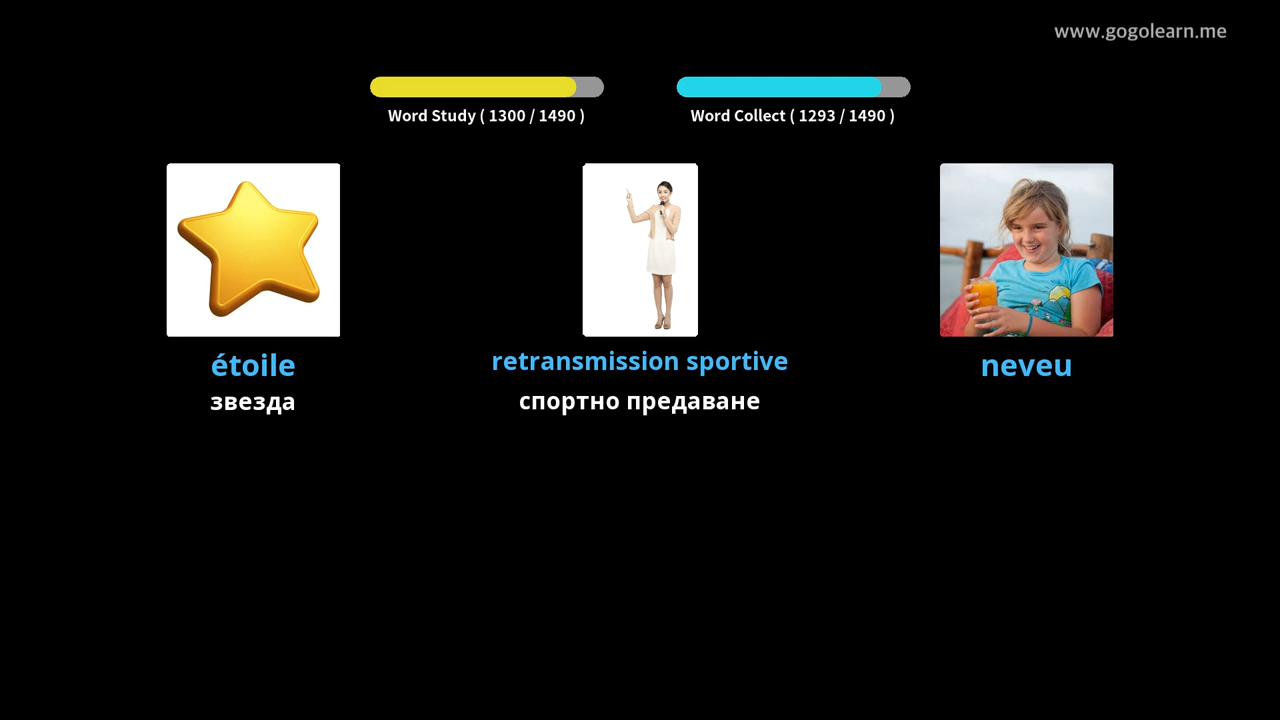 www.gogolearn.me
Word Study ( 1300 / 1490 )
Word Collect ( 1293 / 1490 )
étoile
звезда
retransmission sportive
спортно предаване
neveu